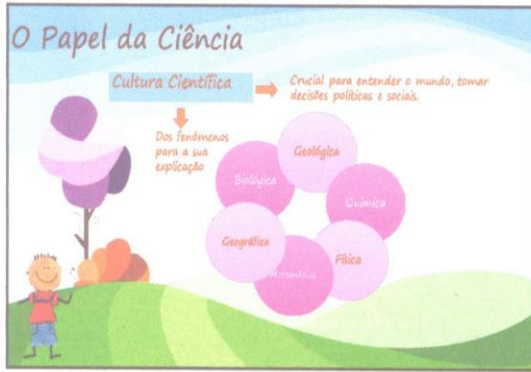 O Papel da Ciência
Cultura Científica
Crucial para entender o mundo, tomar
decisões políticas e sociais.
Dos fenómenos
para a sua
explicação
Geológica
Biológica
Química
Geográfica
Física